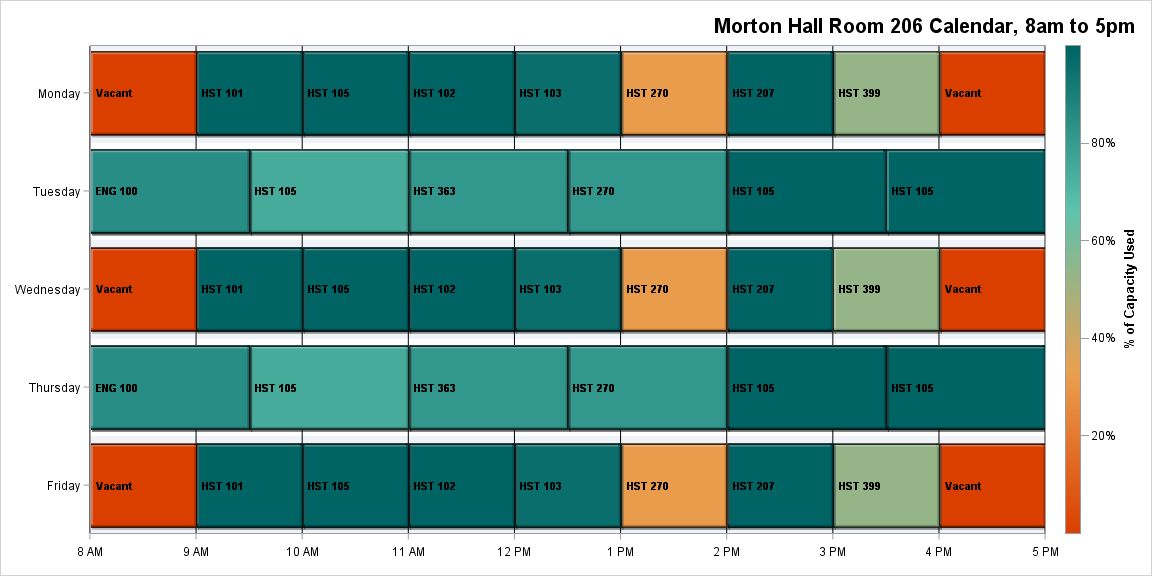 Morton Hall Room 206 Calendar, 8am to 5pm
Monday
Vacant
HST 101
HST 105
HST 102
HST 103
HST 270
HST 207
HST 399
Vacant
Tuesday
ENG 100
HST 105
HST 363
HST 270
HST 105
HST 105
Wednesday
Vacant
HST 101
HST 105
HST 102
HST 103
HST 270
HST 207
HST 399
Vacant
Thursday
ENG 100
HST 105
HST 363
HST 270
HST 105
HST 105
Friday
Vacant
HST 101
HST 105
HST 102
HST 103
HST 270
HST 207
HST 399
Vacant
8 AM
9 AM
10 AM
11 AM
12 PM
1 PM
2 PM
3 PM
4 PM
5 PM
80%
60%
40%
20%
% of Capacity Used